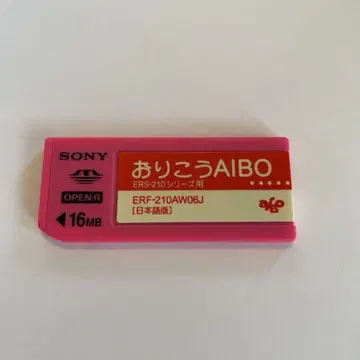 SONY
OPEN-R
16MB
おりこうAIBO
ERS-210シリーズ用
ERF-210AW06J
[日本語版]
aibo